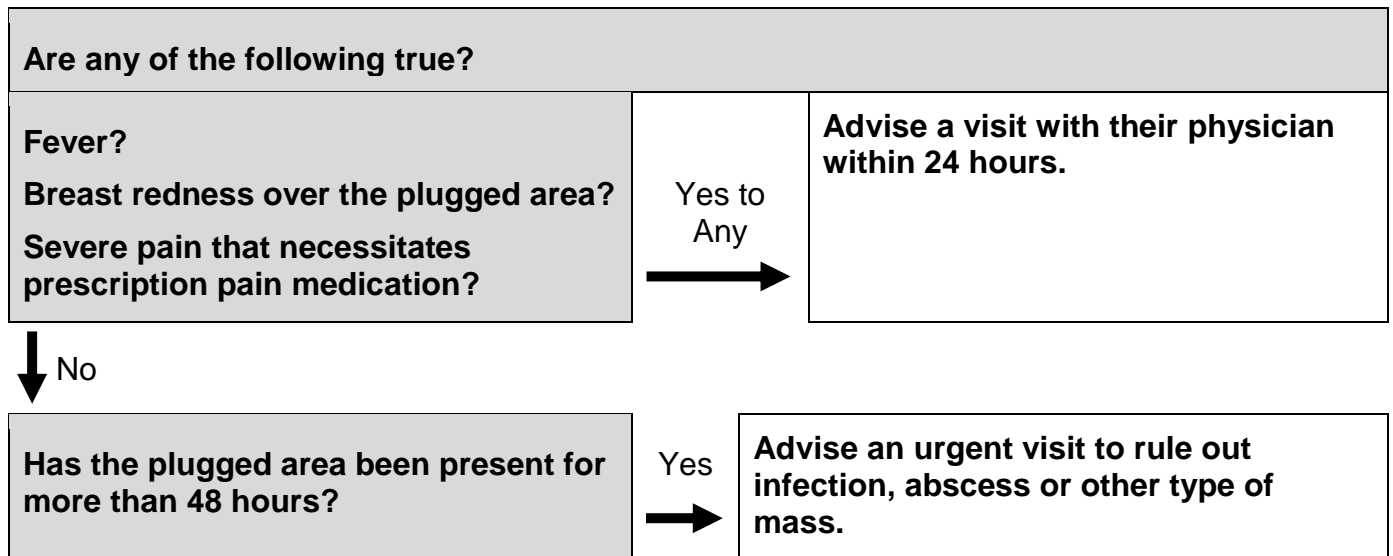 Are any of the following true?
Fever?
Breast redness over the plugged area?
Severe pain that necessitates
prescription pain medication?
Yes to
Any
Advise a visit with their physician
within 24 hours.
No
Has the plugged area been present for
more than 48 hours?
Yes
Advise an urgent visit to rule out
infection, abscess or other type of
mass.